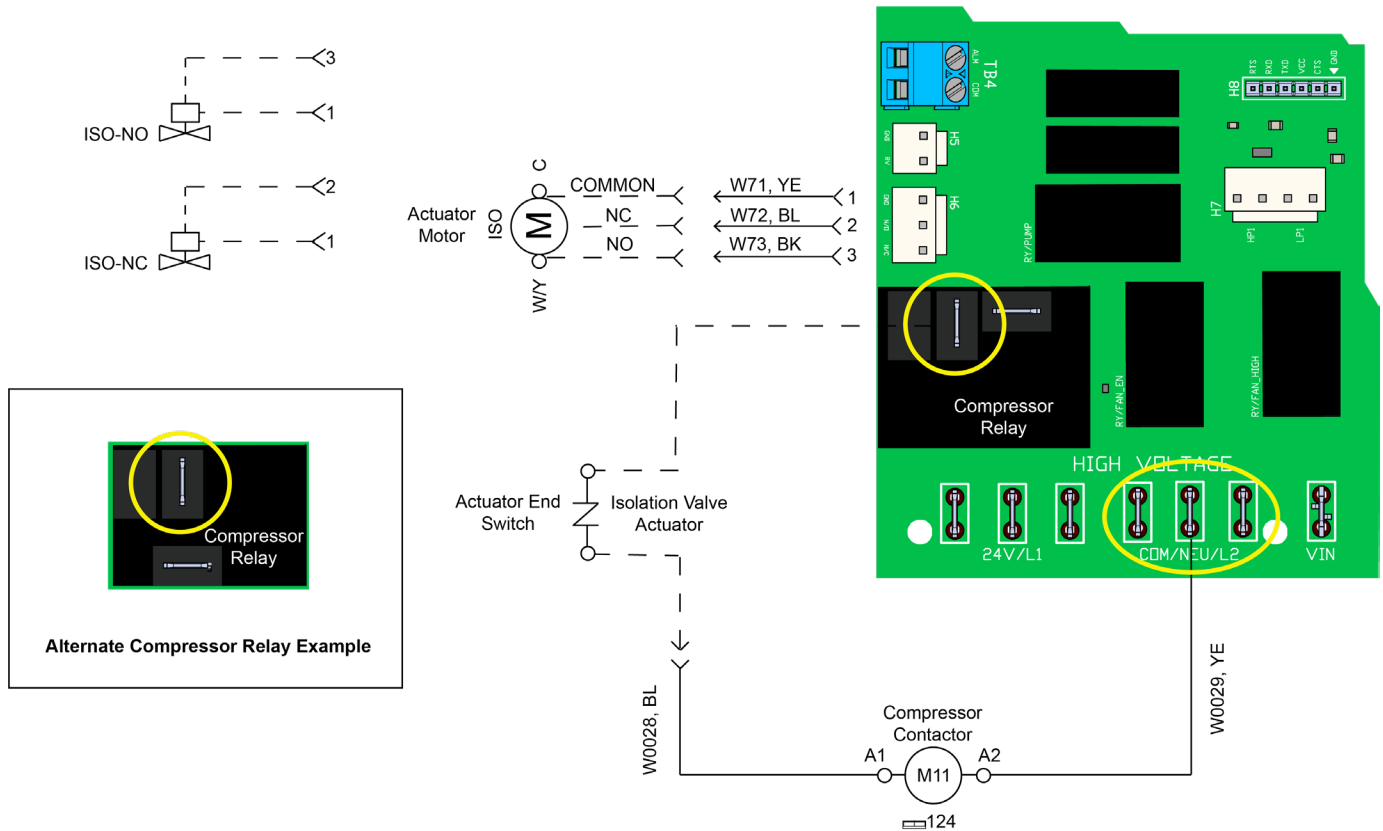 3
1
ISO-NO
2
1
ISO-NC
Actuator
Motor
ISO
C
M
W/Y
COMMON
NC
NO
W71, YE
W72, BL
W73, BK
1
2
3
ALM
COM
TB4
H5
GND
8V
H6
GND
N/O
N/C
RY/PUMP
H8
RTS
RXD
TXD
VCC
CTS
GND
H7
HP1
LP1
Compressor
Relay
RY/FAN_EN
RY/FAN_HIGH
HIGH VOLTAGE
24V/L1
COM/NEU/L2
VIN
Actuator End
Switch
Isolation Valve
Actuator
Compressor
Relay
Alternate Compressor Relay Example
W0028, BL
Compressor
Contactor
A1
M11
A2
124
W0029, YE